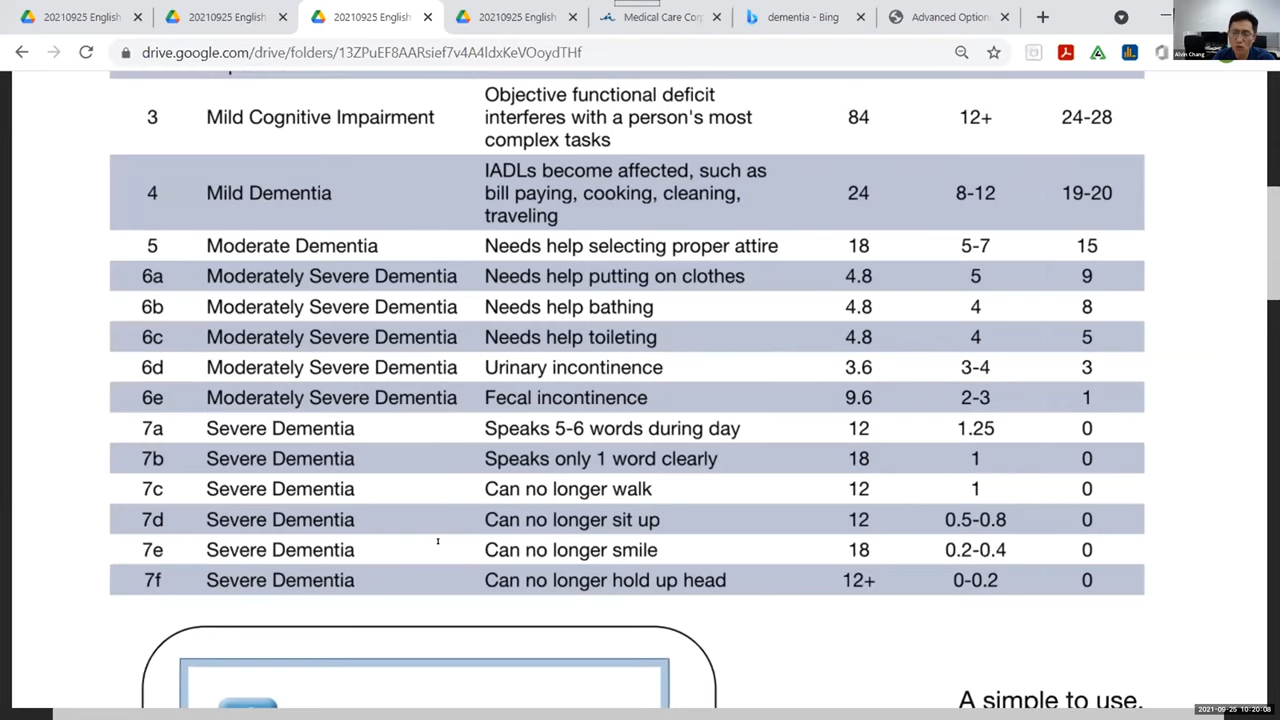 20210925 English
20210925 English
20210925 English
20210925 English
Medical Care Cor
dementia - Bing
Advanced Option
drive.google.com/drive/folders/13ZPuEF8AARsief7v4A4ldxKeVOoydTHf
Alvin Chang
3 Mild Cognitive Impairment Objective functional deficit interferes with a person's most complex tasks 84 12+ 24-28
4 Mild Dementia IADLs become affected, such as bill paying, cooking, cleaning, traveling 24 8-12 19-20
5 Moderate Dementia Needs help selecting proper attire 18 5-7 15
6a Moderately Severe Dementia Needs help putting on clothes 4.8 5 9
6b Moderately Severe Dementia Needs help bathing 4.8 4 8
6c Moderately Severe Dementia Needs help toileting 4.8 4 5
6d Moderately Severe Dementia Urinary incontinence 3.6 3-4 3
6e Moderately Severe Dementia Fecal incontinence 9.6 2-3 1
7a Severe Dementia Speaks 5-6 words during day 12 1.25 0
7b Severe Dementia Speaks only 1 word clearly 18 1 0
7c Severe Dementia Can no longer walk 12 1 0
7d Severe Dementia Can no longer sit up 12 0.5-0.8 0
7e Severe Dementia Can no longer smile 18 0.2-0.4 0
7f Severe Dementia Can no longer hold up head 12+ 0-0.2 0
A simple to use,
2021-09-25 10:20:08